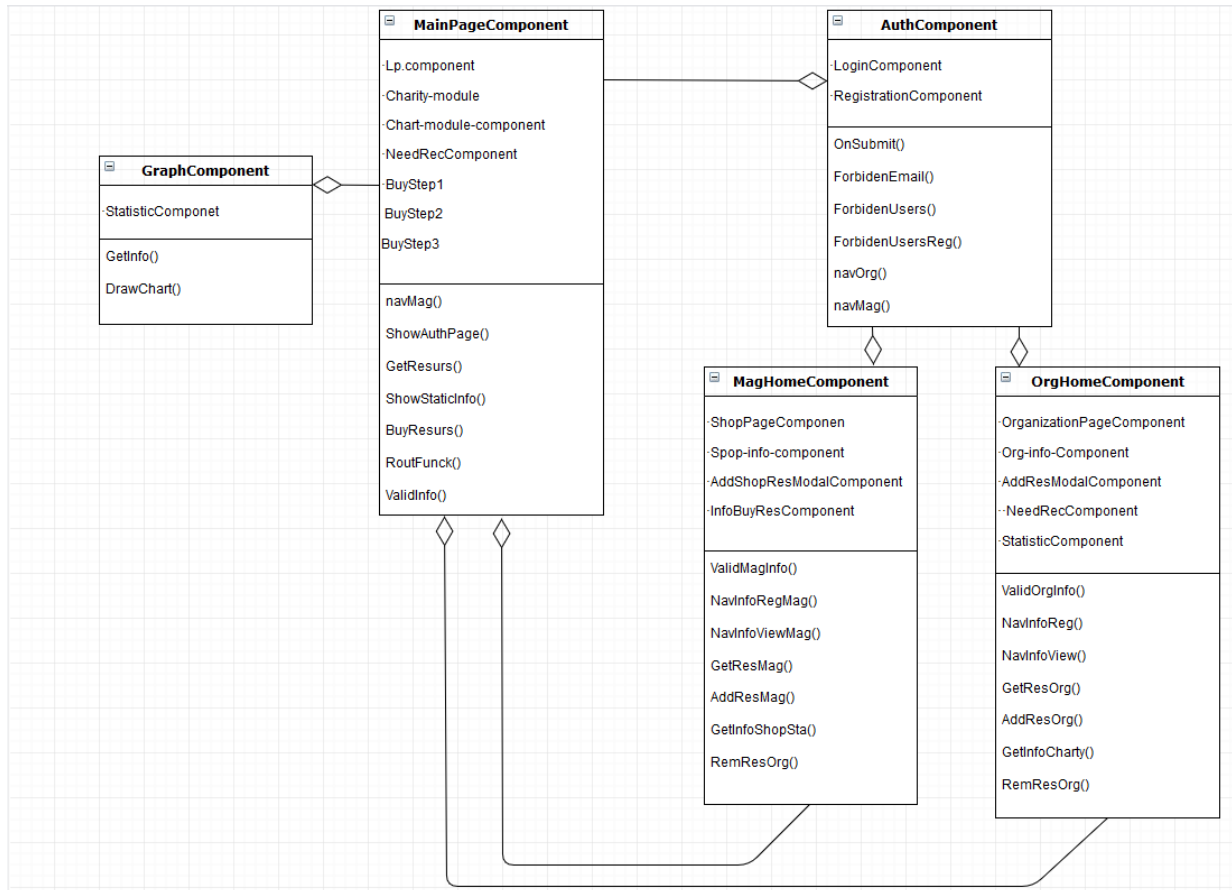 MainPageComponent
·Lp.component
·Charity-module
·Chart-module-component
·NeedRecComponent
·BuyStep1
BuyStep2
BuyStep3
navMag()
ShowAuthPage()
GetResurs()
ShowStaticInfo()
BuyResurs()
RoutFunck()
ValidInfo()
AuthComponent
·LoginComponent
·RegistrationComponent
OnSubmit()
ForbidenEmail()
ForbidenUsers()
ForbidenUsersReg()
navOrg()
navMag()
GraphComponent
·StatisticComponet
GetInfo()
DrawChart()
MagHomeComponent
·ShopPageComponen
·Spop-info-component
·AddShopResModalComponent
·InfoBuyResComponent
ValidMagInfo()
NavInfoRegMag()
NavInfoViewMag()
GetResMag()
AddResMag()
GetInfoShopSta()
RemResOrg()
OrgHomeComponent
·OrganizationPageComponent
·Org-info-Component
·AddResModalComponent
··NeedRecComponent
·StatisticComponent
ValidOrgInfo()
NavInfoReg()
NavInfoView()
GetResOrg()
AddResOrg()
GetInfoCharty()
RemResOrg()